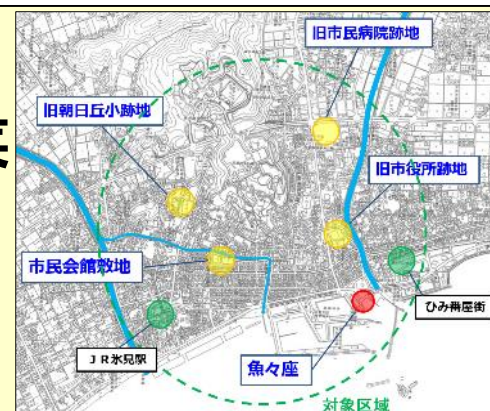 旧市民病院跡地
旧朝日丘小跡地
旧市役所跡地
市民会館敷地
ひみ番屋街
JR氷見駅
魚々座
対象区域